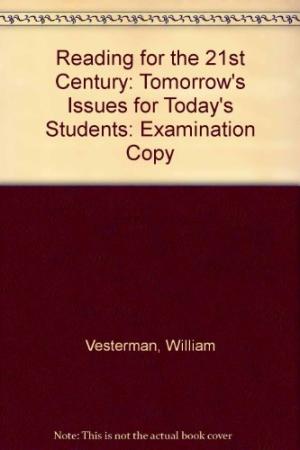 Reading for the 21st
Century: Tomorrow's
Issues for Today's
Students: Examination
Copy
Vesterman, William
Note: This is not the actual book cover